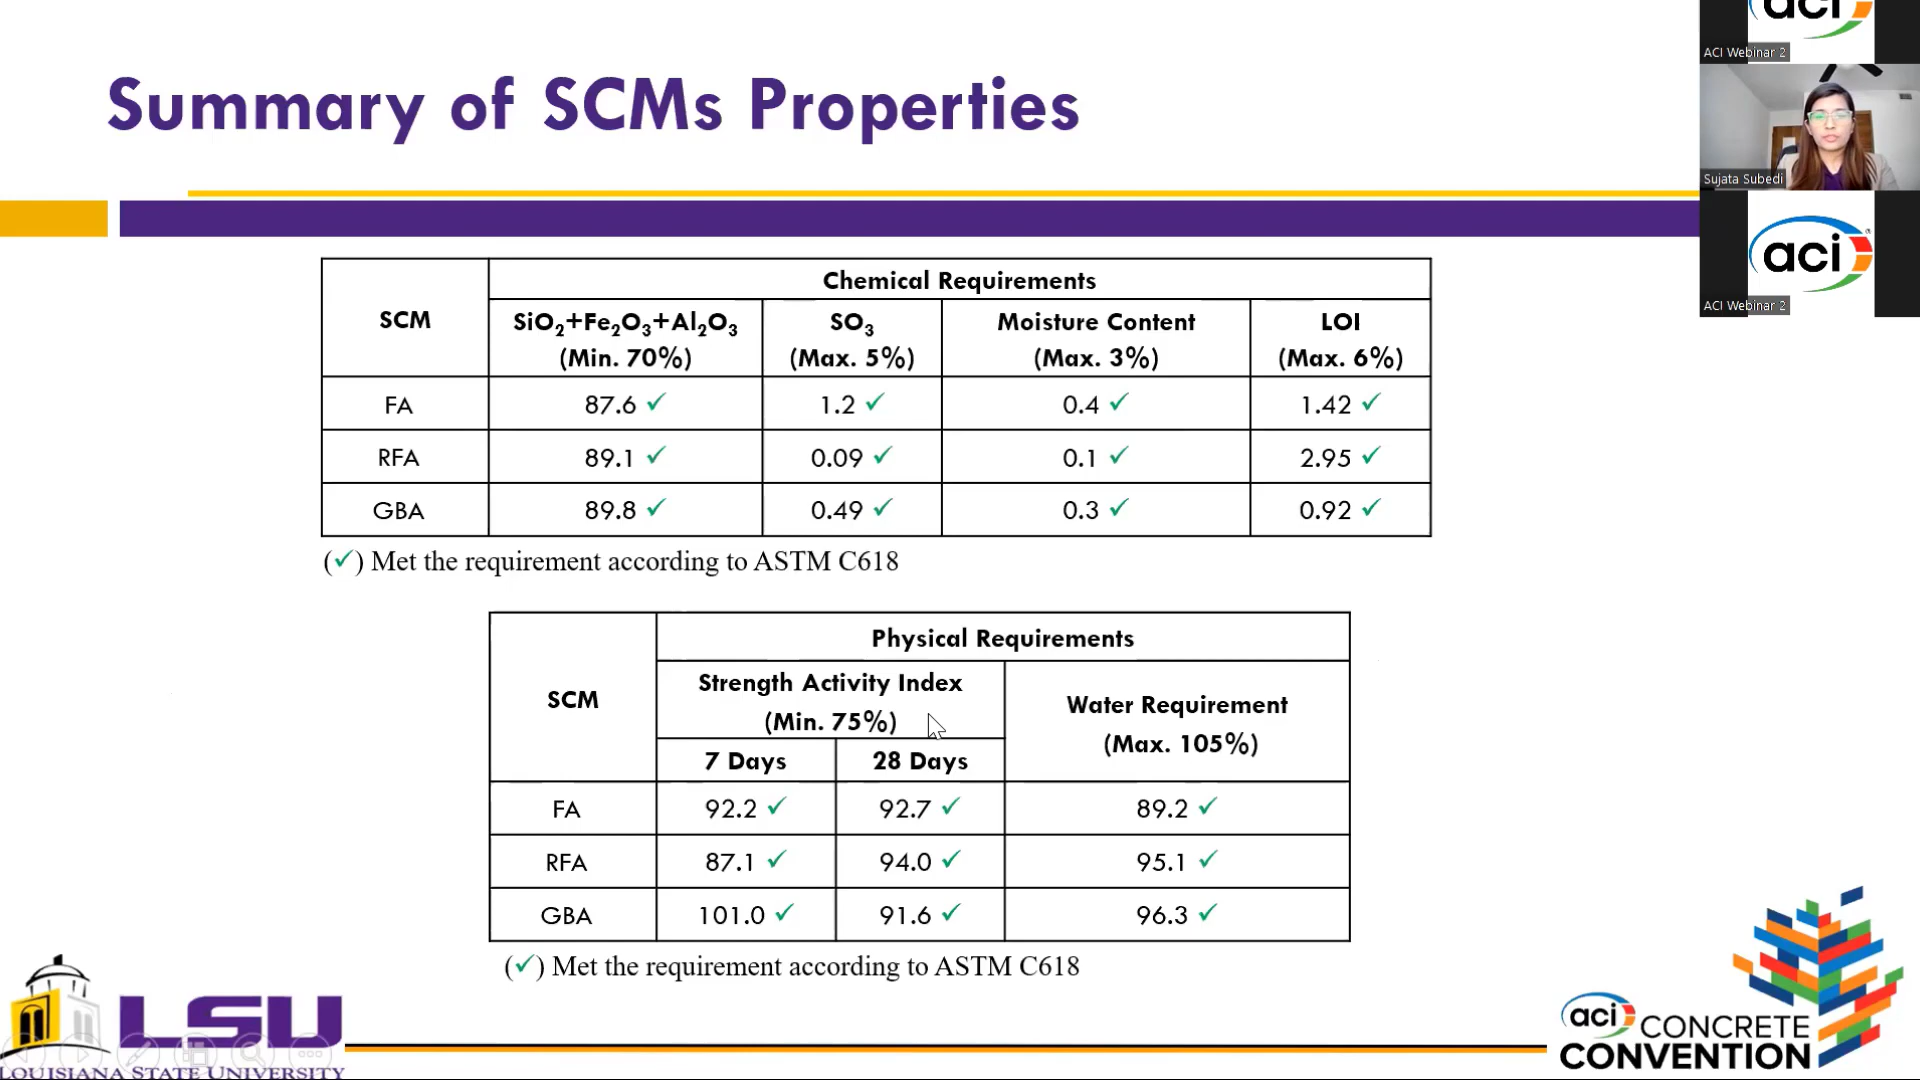 Summary of SCMs Properties
aci
ACI Webinar 2
Sujata Subedi
aci
ACI Webinar 2
SCM
Chemical Requirements
SiO2+Fe2O3+Al2O3 (Min. 70%)
SO3 (Max. 5%)
Moisture Content (Max. 3%)
LOI (Max. 6%)
FA 87.6 ✓ 1.2 ✓ 0.4 ✓ 1.42 ✓
RFA 89.1 ✓ 0.09 ✓ 0.1 ✓ 2.95 ✓
GBA 89.8 ✓ 0.49 ✓ 0.3 ✓ 0.92 ✓
(✓) Met the requirement according to ASTM C618
SCM
Physical Requirements
Strength Activity Index
(Min. 75%)
Water Requirement
(Max. 105%)
7 Days 28 Days
FA 92.2 ✓ 92.7 ✓ 89.2 ✓
RFA 87.1 ✓ 94.0 ✓ 95.1 ✓
GBA 101.0 ✓ 91.6 ✓ 96.3 ✓
(✓) Met the requirement according to ASTM C618
LSU
LOUISIANA STATE UNIVERSITY
aci CONCRETE
CONVENTION